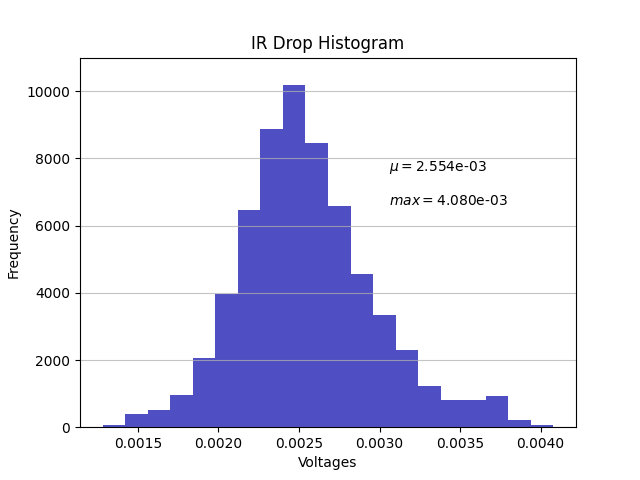 IR Drop Histogram
10000
8000
6000
4000
2000
0
Frequency
μ = 2.554e-03
max = 4.080e-03
0.0015 0.0020 0.0025 0.0030 0.0035 0.0040
Voltages